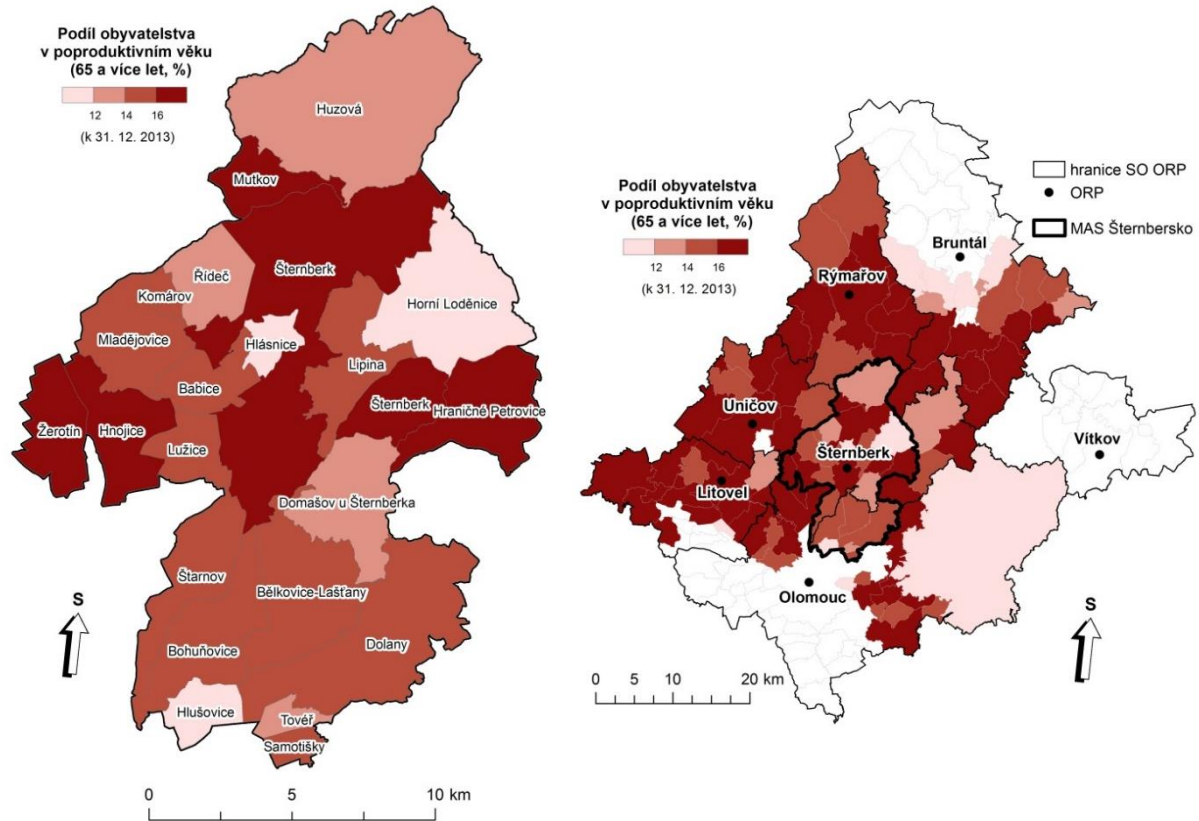 Podíl obyvatelstva
v poproduktivním věku
(65 a více let, %)
12 14 16
(k 31. 12. 2013)
Huzová
Mutkov
Řídeč
Šternberk
Komárov
Horní Loděnice
Mladějovice
Hlásnice
Lipina
Babice
Šternberk
Hraničné Petrovice
Žerotín
Hnojice
Lužice
Domašov u Šternberka
Štarnov
Bělkovice-Lašťany
Dolany
Bohuňovice
Hlušovice
Tovéř
Samotišky
S
0 5 10 km
Podíl obyvatelstva
v poproduktivním věku
(65 a více let, %)
12 14 16
(k 31. 12. 2013)
hranice SO ORP
ORP
MAS Šternbersko
Bruntál
Rýmařov
Uničov
Vítkov
Šternberk
Litovel
Olomouc
S
0 5 10 20 km